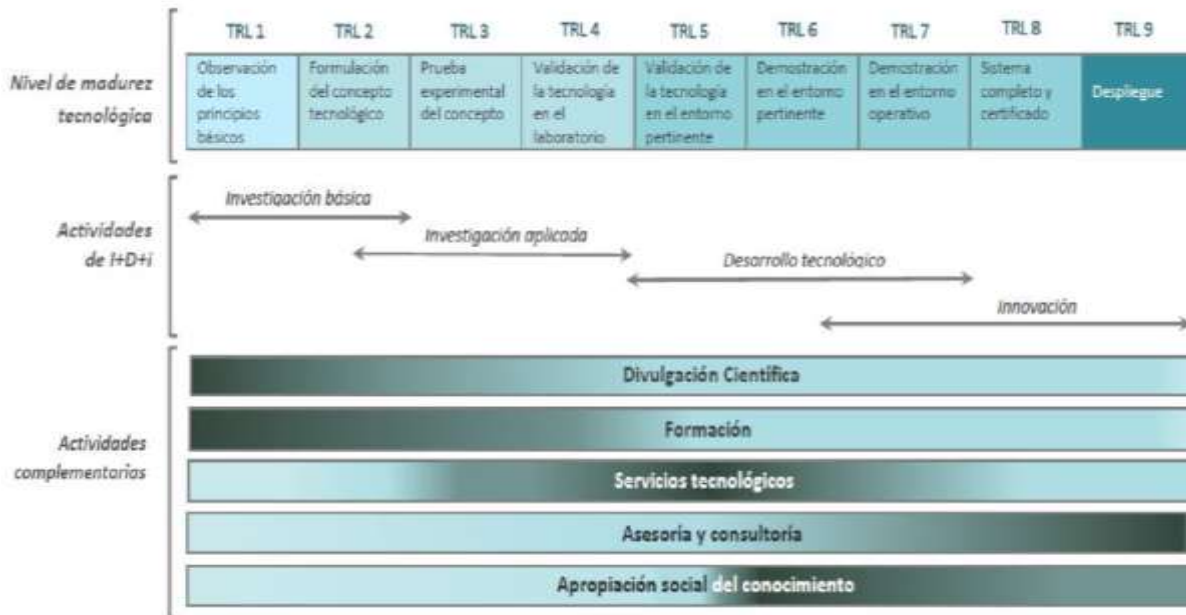 TRL 1 TRL 2 TRL 3 TRL 4 TRL 5 TRL 6 TRL 7 TRL 8 TRL 9
Nivel de madurez
tecnológica
Observación
de los
principios
básicos
Formulación
del concepto
tecnológico
Prueba
experimental
del concepto
Validación de
la tecnología
en el
laboratorio
Validación de
la tecnología
en el entorno
pertinente
Demostración
en el entorno
pertinente
Demostración
en el entorno
operativo
Sistema
completo y
certificado
Despliegue
Actividades
de I+D+i
Investigación básica
Investigación aplicada
Desarrollo tecnológico
Innovación
Actividades
complementarias
Divulgación Científica
Formación
Servicios tecnológicos
Asesoría y consultoría
Apropiación social del conocimiento